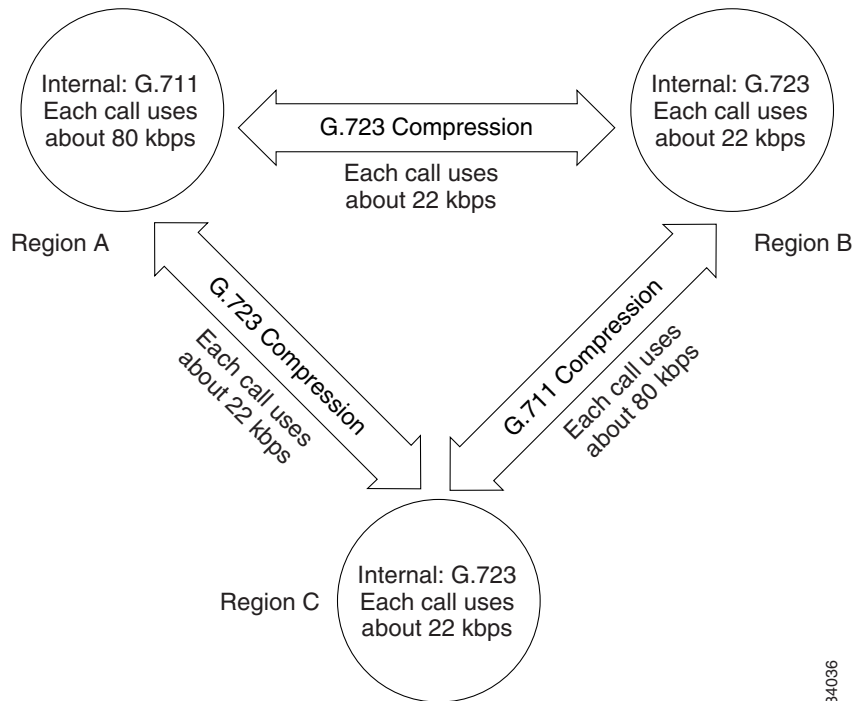 Internal: G.711
Each call uses
about 80 kbps
Region A
G.723 Compression
Each call uses
about 22 kbps
Internal: G.723
Each call uses
about 22 kbps
Region B
G.723 Compression
Each call uses
about 22 kbps
G.711 Compression
Each call uses
about 80 kbps
Region C
Internal: G.723
Each call uses
about 22 kbps